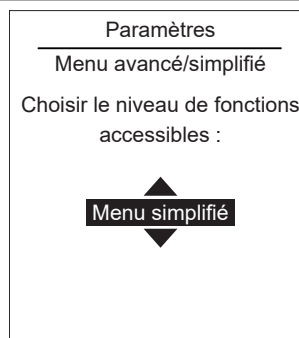 Paramètres
Menu avancé/simplifié
Choisir le niveau de fonctions
accessibles :
Menu simplifié